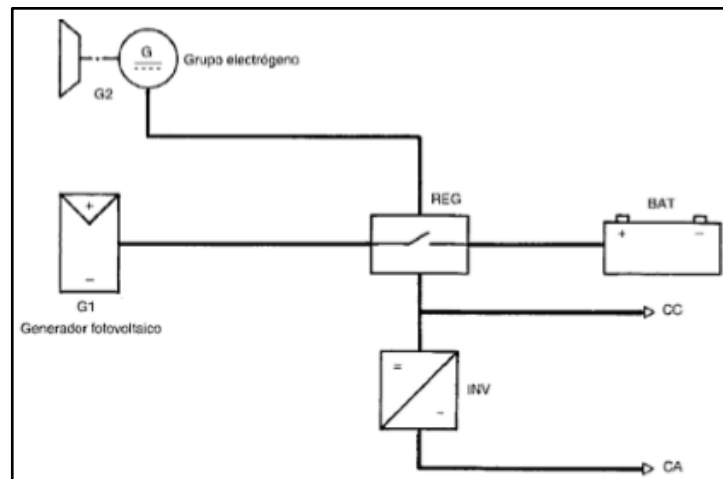 G
Grupo electrógeno
G2
REG
BAT
+
+ −
−
G1
Generador fotovoltaico
CC
=
INV
~
CA